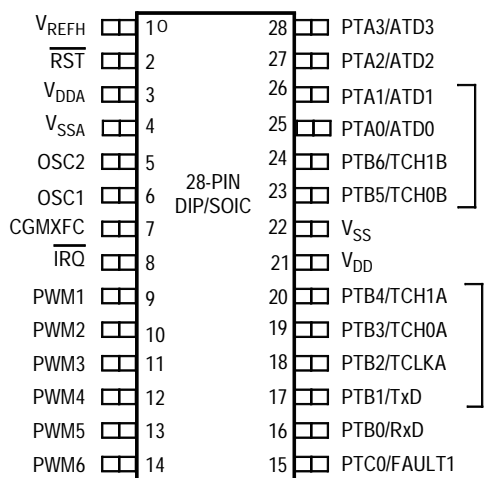 VREFH 1 28 PTA3/ATD3
RST 2 27 PTA2/ATD2
VDDA 3 26 PTA1/ATD1
VSSA 4 25 PTA0/ATD0
OSC2 5 24 PTB6/TCH1B
28-PIN
OSC1 6 23 PTB5/TCH0B
DIP/SOIC
CGMXFC 7 22 VSS
IRQ 8 21 VDD
PWM1 9 20 PTB4/TCH1A
PWM2 10 19 PTB3/TCH0A
PWM3 11 18 PTB2/TCLKA
PWM4 12 17 PTB1/TxD
PWM5 13 16 PTB0/RxD
PWM6 14 15 PTC0/FAULT1